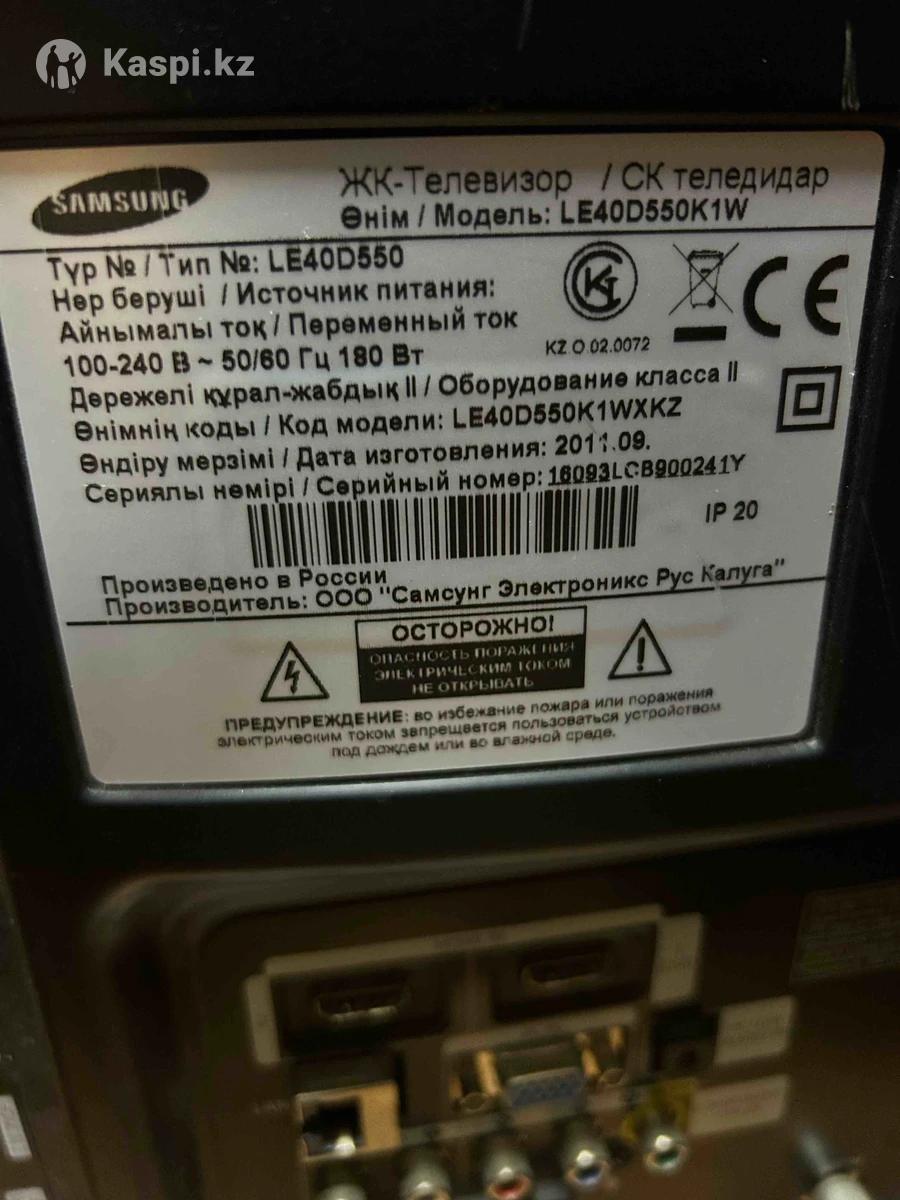 Kaspi.kz
SAMSUNG
ЖК-Телевизор / СК теледидар
Өнім / Модель: LE40D550K1W
Түр № / Тип №: LE40D550
Нәр беруші / Источник питания:
Айнымалы ток / Переменный ток
100-240 В ~ 50/60 Гц 180 Вт
KZ.O.02.0072
CE
Дәрежелі құрал-жабдық II / Оборудование класса II
Өнімнің коды / Код модели: LE40D550K1WXKZ
Өндіру мерзімі / Дата изготовления: 2011.09.
Сериялы нөмірі / Серийный номер: 16093LCB900241Y
IP 20
Произведено в России
Производитель: ООО "Самсунг Электроникс Рус Калуга"
ОСТОРОЖНО!
ОПАСНОСТЬ ПОРАЖЕНИЯ
ЭЛЕКТРИЧЕСКИМ ТОКОМ
НЕ ОТКРЫВАТЬ
ПРЕДУПРЕЖДЕНИЕ: во избежание пожара или поражения
электрическим током запрещается пользоваться устройством
под дождем или во влажной среде.